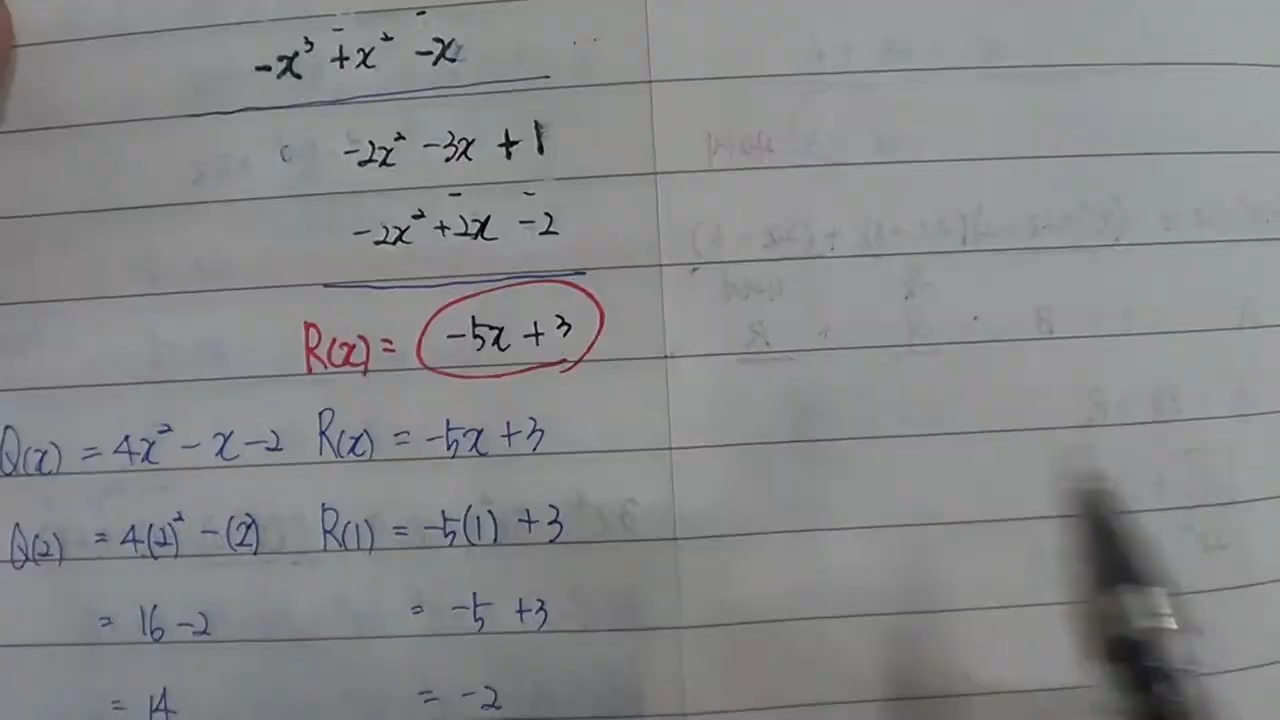 -x³ +x² -x
-2x² -3x +1
-2x² +2x -2
R(x) = -5x +3
Q(x) = 4x² - x - 2 R(x) = -5x +3
Q(2) = 4(2)² - (2) R(1) = -5(1) +3
= 16 - 2 = -5 +3
= 14 = -2